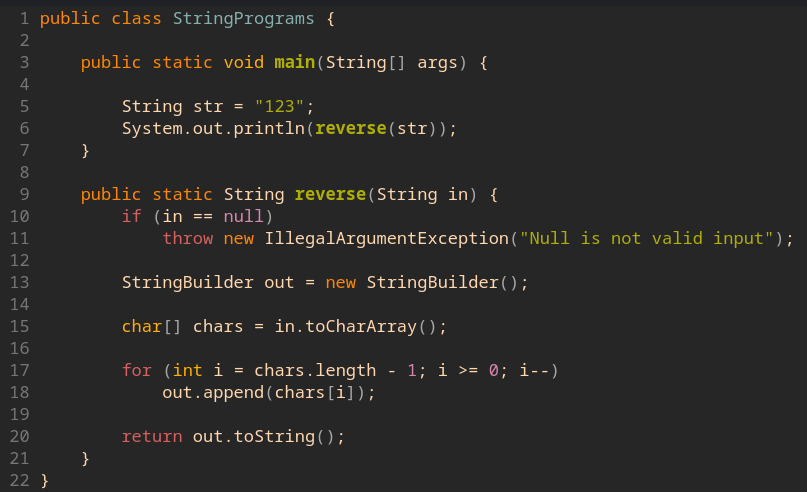 1 public class StringPrograms {
2
3     public static void main(String[] args) {
4
5         String str = "123";
6         System.out.println(reverse(str));
7     }
8
9     public static String reverse(String in) {
10         if (in == null)
11             throw new IllegalArgumentException("Null is not valid input");
12
13         StringBuilder out = new StringBuilder();
14
15         char[] chars = in.toCharArray();
16
17         for (int i = chars.length - 1; i >= 0; i--)
18             out.append(chars[i]);
19
20         return out.toString();
21     }
22 }